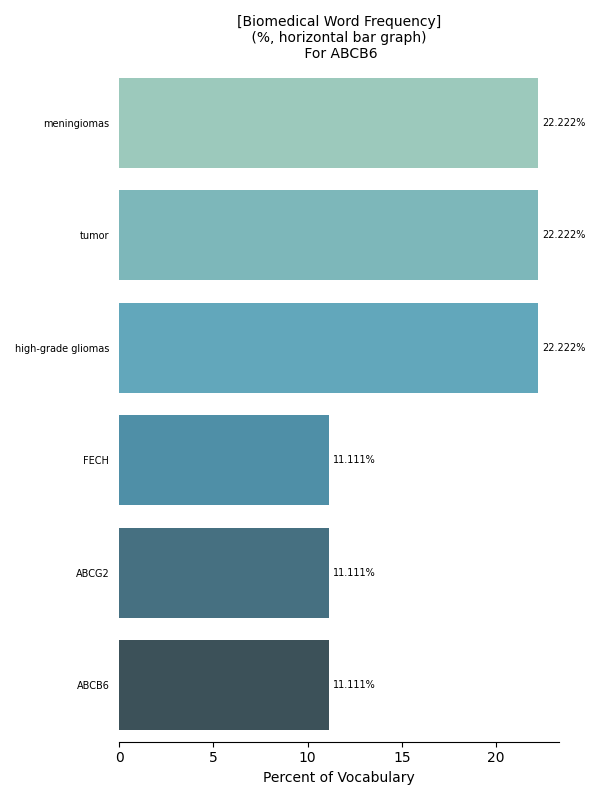 [Biomedical Word Frequency]
(%, horizontal bar graph)
For ABCB6
meningiomas 22.222%
tumor 22.222%
high-grade gliomas 22.222%
FECH 11.111%
ABCG2 11.111%
ABCB6 11.111%
0 5 10 15 20
Percent of Vocabulary